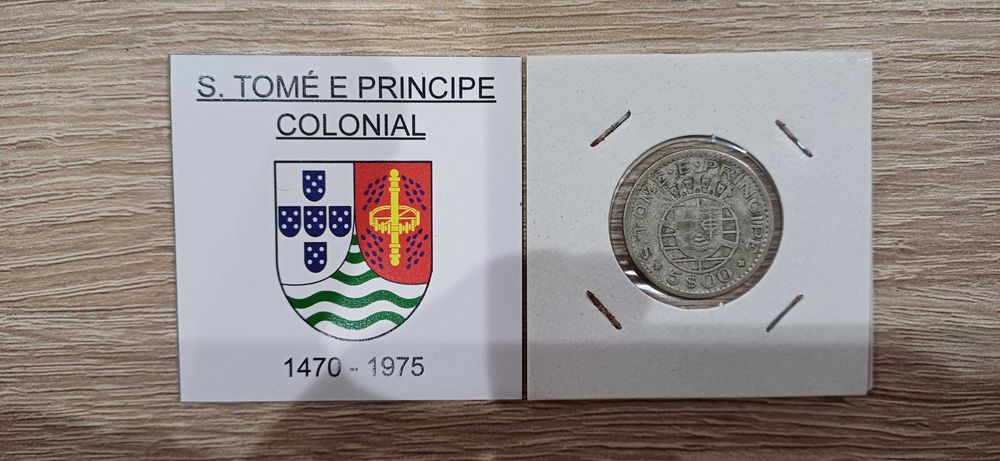 S. TOMÉ E PRINCIPE
COLONIAL
1470 - 1975
S. TOMÉ·E·PRINCIPE
5$00